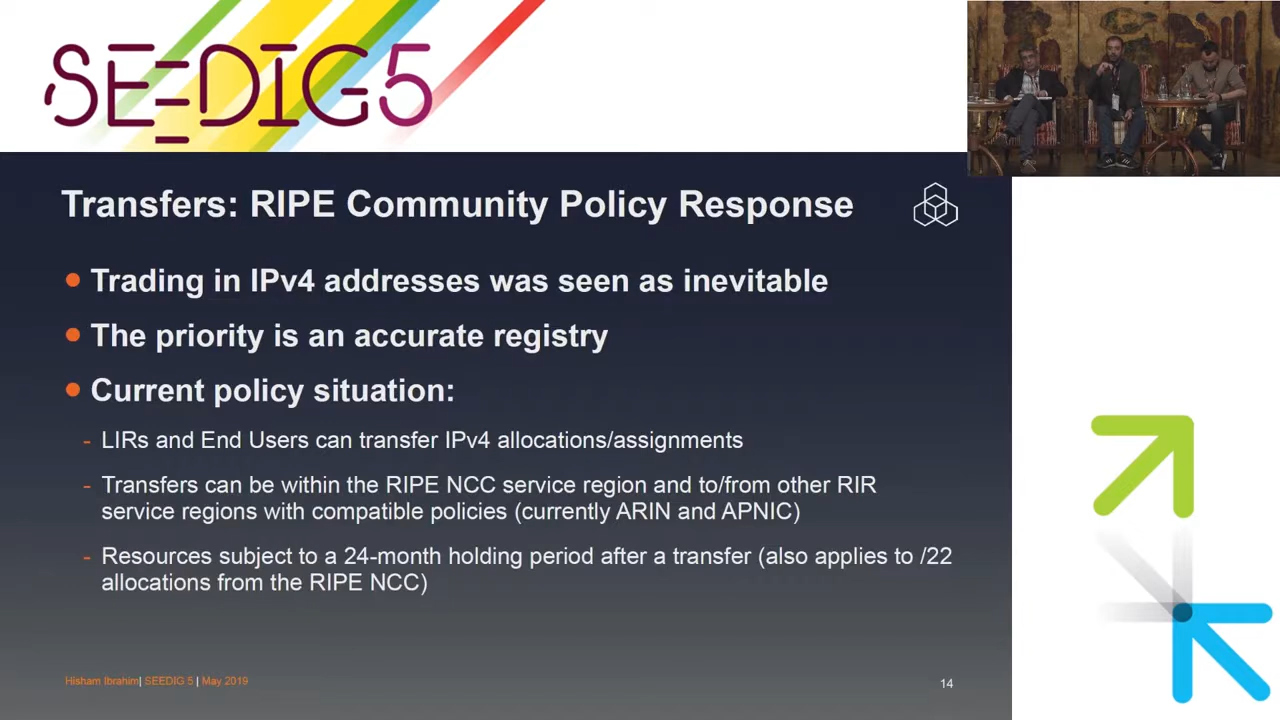 SEEDIG5
Transfers: RIPE Community Policy Response
Trading in IPv4 addresses was seen as inevitable
The priority is an accurate registry
Current policy situation:
- LIRs and End Users can transfer IPv4 allocations/assignments
- Transfers can be within the RIPE NCC service region and to/from other RIR
service regions with compatible policies (currently ARIN and APNIC)
- Resources subject to a 24-month holding period after a transfer (also applies to /22
allocations from the RIPE NCC)
Hisham Ibrahim| SEEDIG 5 | May 2019
14